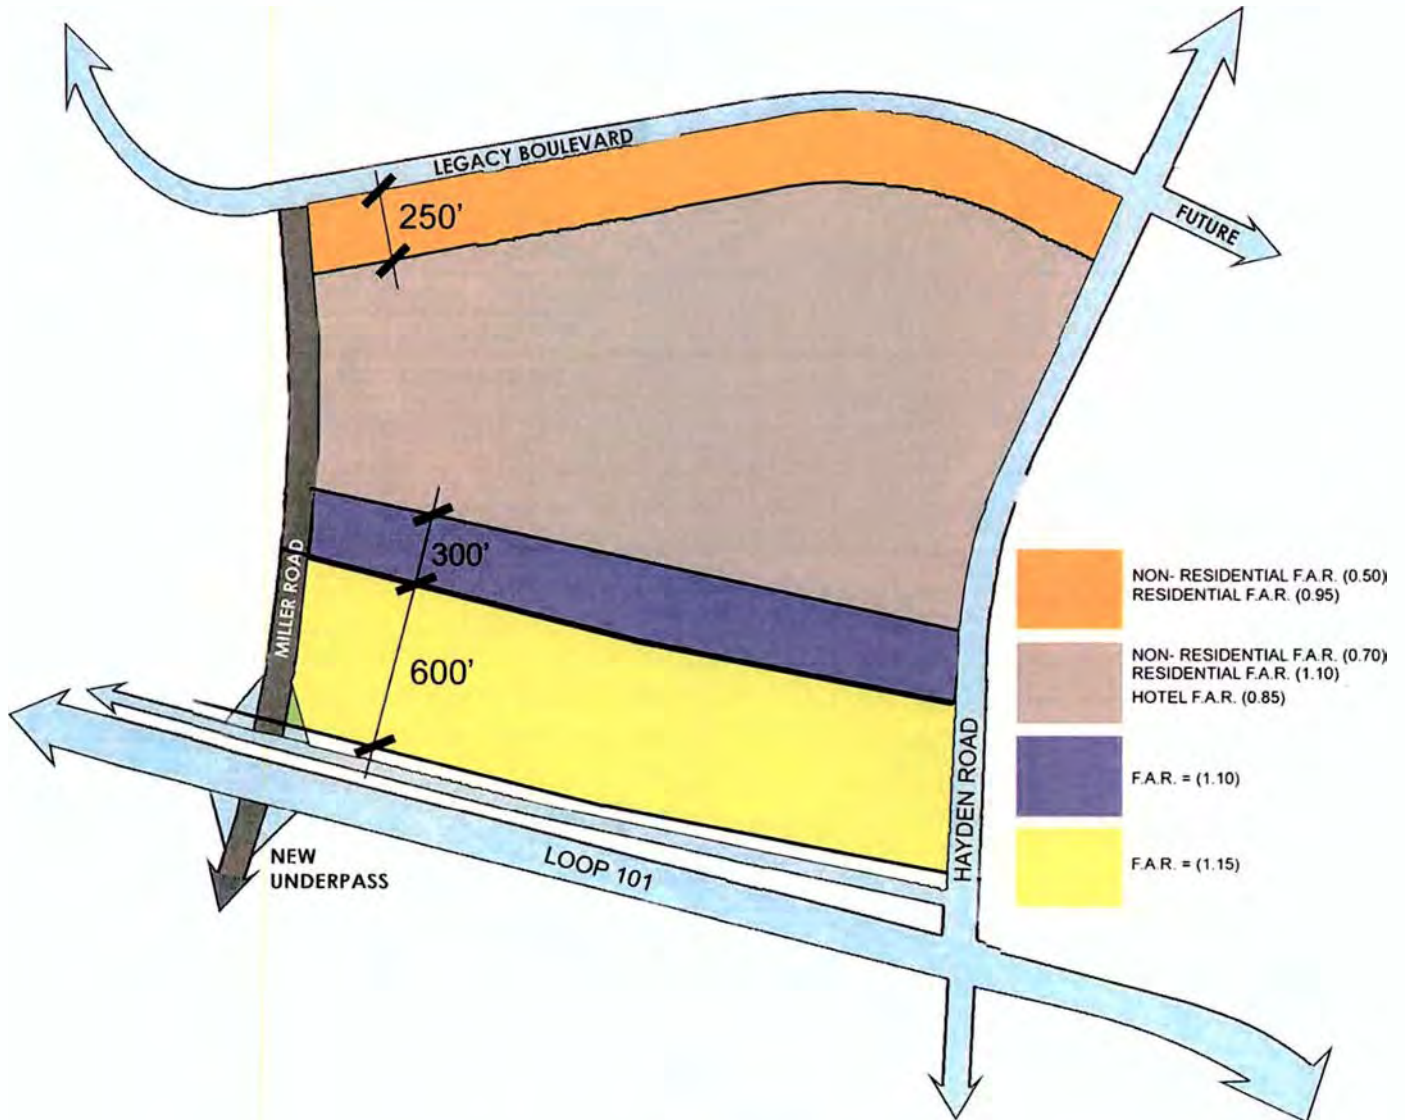 LEGACY BOULEVARD
250'
FUTURE
300'
MILLER ROAD
600'
HAYDEN ROAD
NEW
UNDERPASS
LOOP 101
NON- RESIDENTIAL F.A.R. (0.50)
RESIDENTIAL F.A.R. (0.95)
NON- RESIDENTIAL F.A.R. (0.70)
RESIDENTIAL F.A.R. (1.10)
HOTEL F.A.R. (0.85)
F.A.R. = (1.10)
F.A.R. = (1.15)